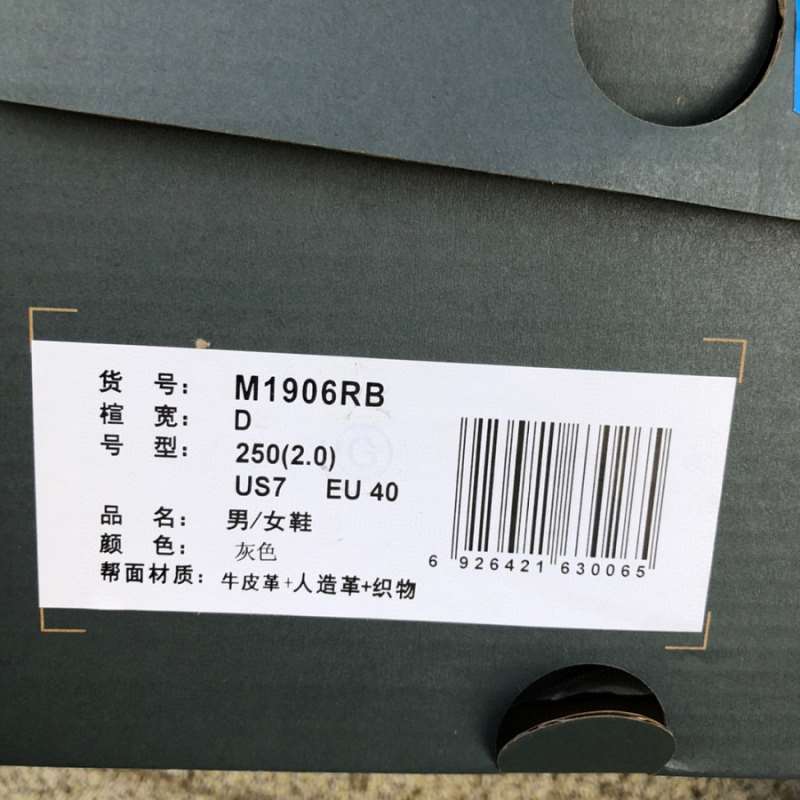 货 号： M1906RB
楦 宽： D
号 型： 250(2.0)
US7 EU 40
品 名： 男/女鞋
颜 色： 灰色
帮面材质： 牛皮革+人造革+织物
6 926421 630065